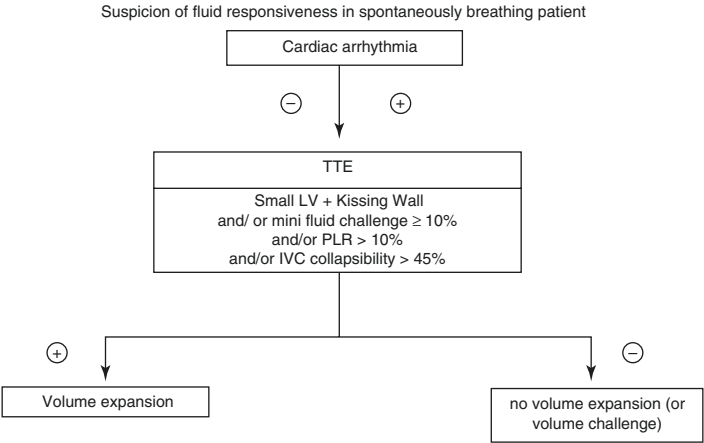 Suspicion of fluid responsiveness in spontaneously breathing patient
Cardiac arrhythmia
− +
TTE
Small LV + Kissing Wall
and/ or mini fluid challenge ≥ 10%
and/or PLR > 10%
and/or IVC collapsibility > 45%
+ −
Volume expansion
no volume expansion (or
volume challenge)